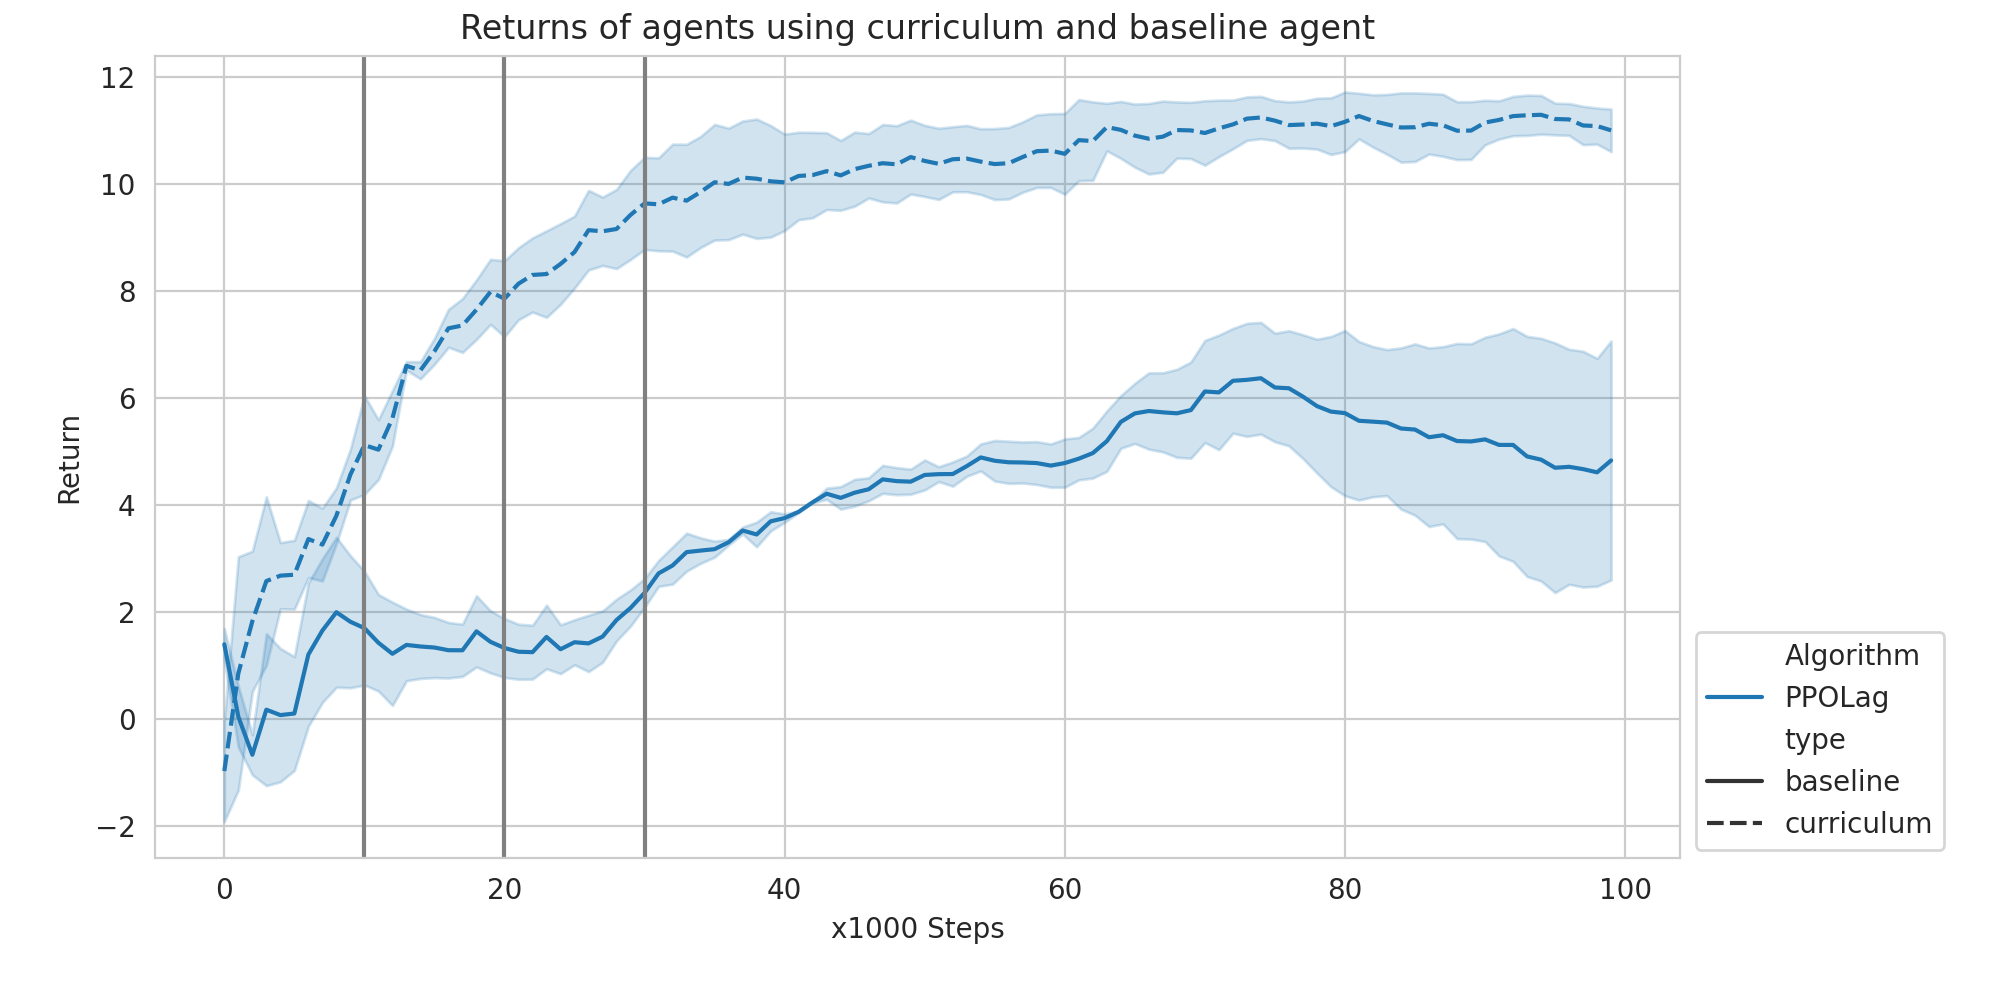 Returns of agents using curriculum and baseline agent
12
10
8
6
4
2
0
−2
Return
0 20 40 60 80 100
x1000 Steps
Algorithm
PPOLag
type
baseline
curriculum